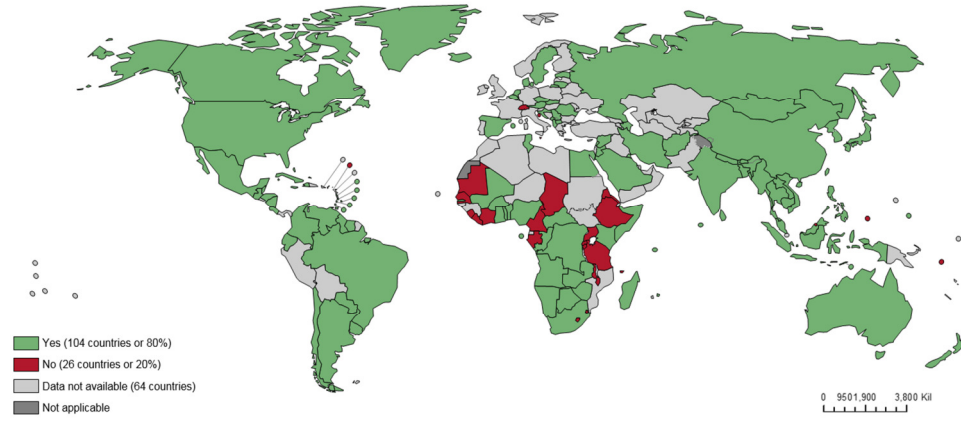 Yes (104 countries or 80%)
No (26 countries or 20%)
Data not available (64 countries)
Not applicable
0 9501,900 3,800 Kil